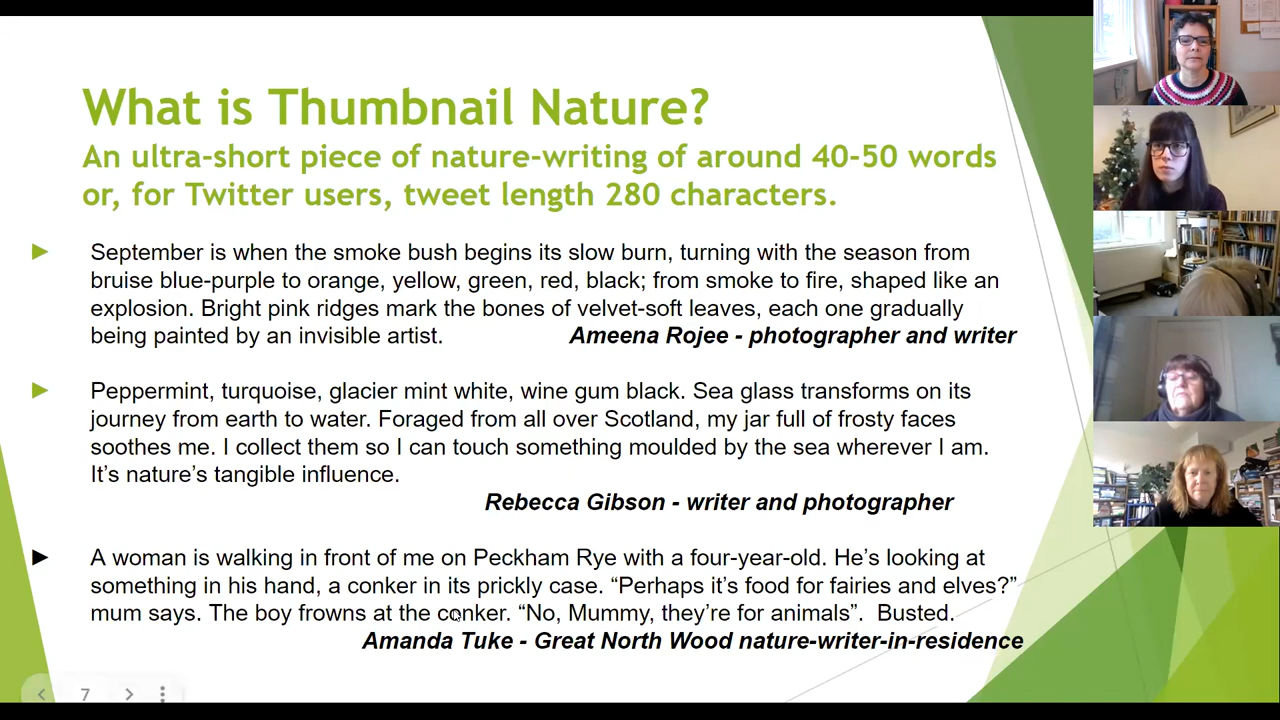 What is Thumbnail Nature?
An ultra-short piece of nature-writing of around 40-50 words
or, for Twitter users, tweet length 280 characters.
September is when the smoke bush begins its slow burn, turning with the season from
bruise blue-purple to orange, yellow, green, red, black; from smoke to fire, shaped like an
explosion. Bright pink ridges mark the bones of velvet-soft leaves, each one gradually
being painted by an invisible artist. Ameena Rojee - photographer and writer
Peppermint, turquoise, glacier mint white, wine gum black. Sea glass transforms on its
journey from earth to water. Foraged from all over Scotland, my jar full of frosty faces
soothes me. I collect them so I can touch something moulded by the sea wherever I am.
It’s nature’s tangible influence.
Rebecca Gibson - writer and photographer
A woman is walking in front of me on Peckham Rye with a four-year-old. He’s looking at
something in his hand, a conker in its prickly case. “Perhaps it’s food for fairies and elves?”
mum says. The boy frowns at the conker. “No, Mummy, they’re for animals”. Busted.
Amanda Tuke - Great North Wood nature-writer-in-residence
7